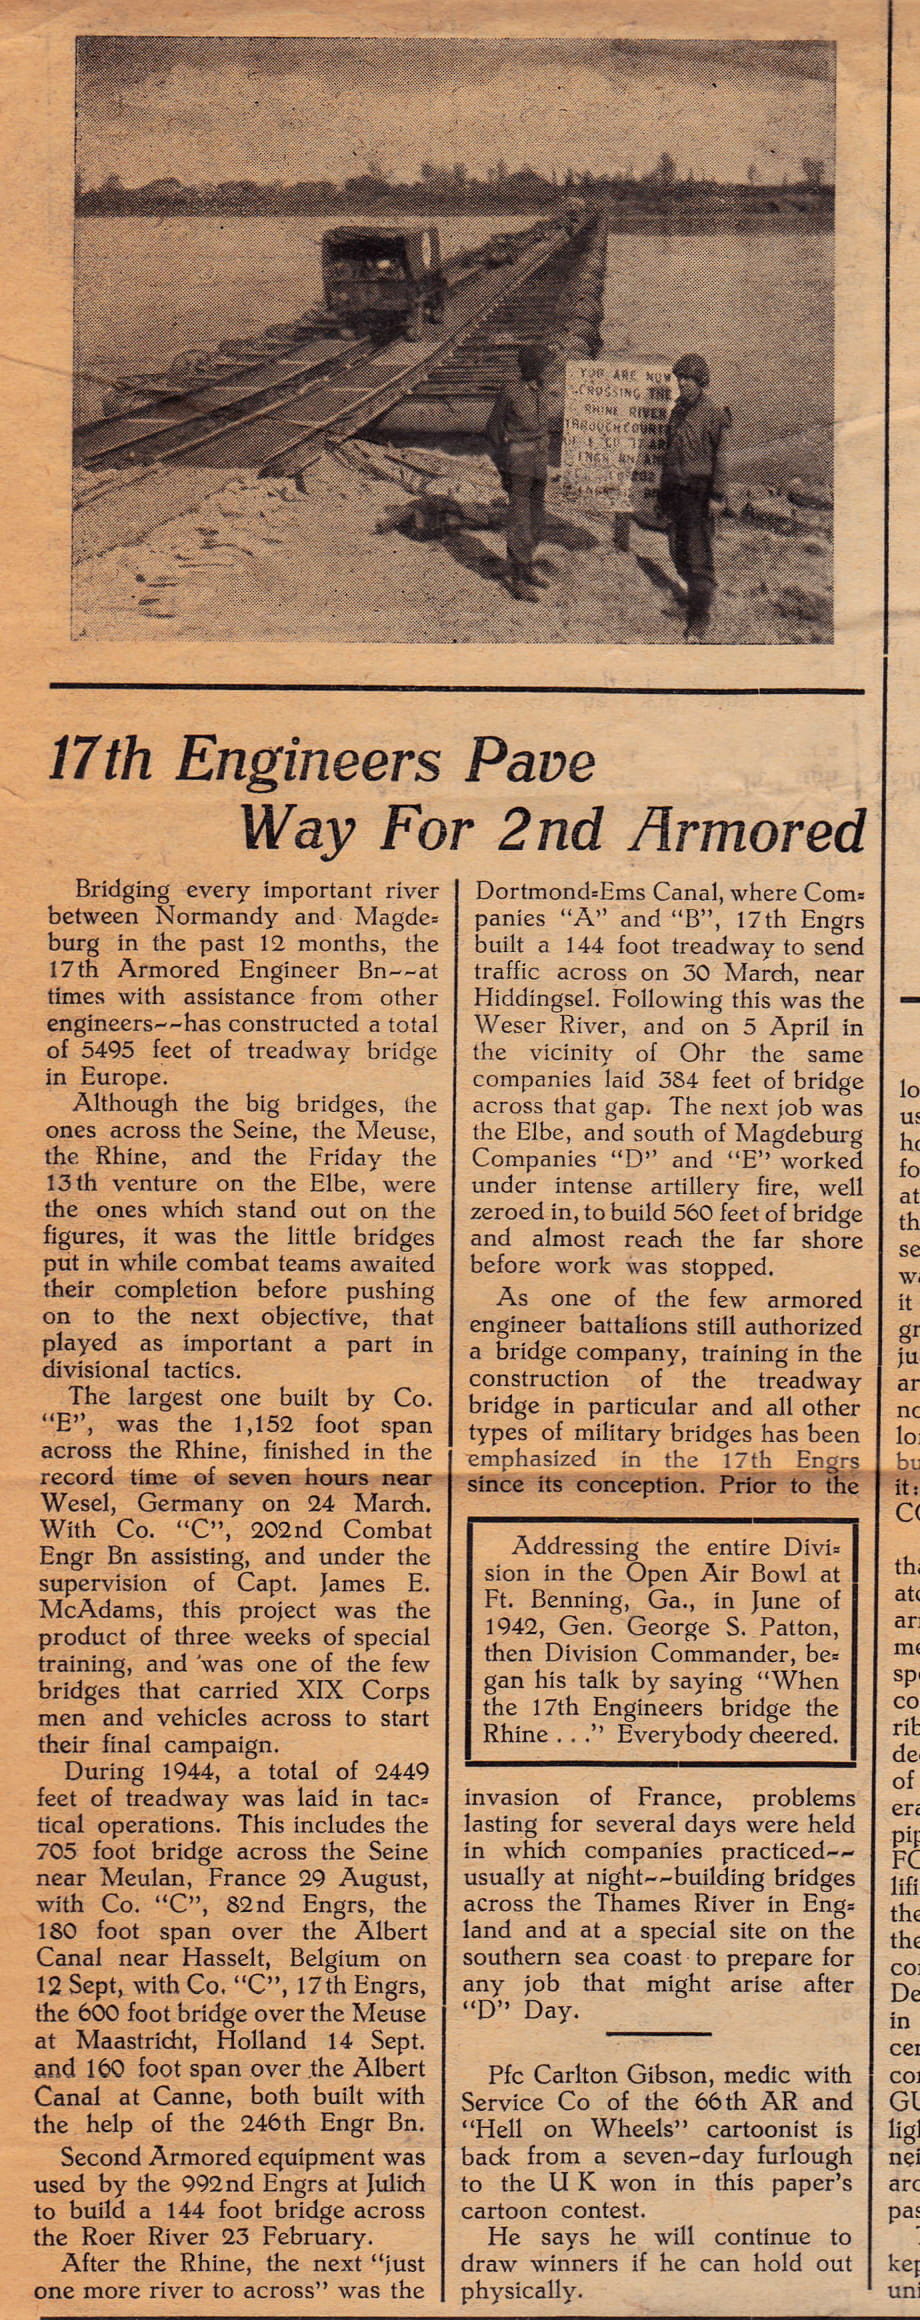 YOU ARE NOW
CROSSING THE
RHINE RIVER
THROUGH COURT
17 AR
ENGR BN AN
202
17th Engineers Pave
Way For 2nd Armored
Bridging every important river
between Normandy and Magde=
burg in the past 12 months, the
17th Armored Engineer Bn--at
times with assistance from other
engineers--has constructed a total
of 5495 feet of treadway bridge
in Europe.
Although the big bridges, the
ones across the Seine, the Meuse,
the Rhine, and the Friday the
13th venture on the Elbe, were
the ones which stand out on the
figures, it was the little bridges
put in while combat teams awaited
their completion before pushing
on to the next objective, that
played as important a part in
divisional tactics.
The largest one built by Co.
"E", was the 1,152 foot span
across the Rhine, finished in the
record time of seven hours near
Wesel, Germany on 24 March.
With Co. "C", 202nd Combat
Engr Bn assisting, and under the
supervision of Capt. James E.
McAdams, this project was the
product of three weeks of special
training, and was one of the few
bridges that carried XIX Corps
men and vehicles across to start
their final campaign.
During 1944, a total of 2449
feet of treadway was laid in tac=
tical operations. This includes the
705 foot bridge across the Seine
near Meulan, France 29 August,
with Co. "C", 82nd Engrs, the
180 foot span over the Albert
Canal near Hasselt, Belgium on
12 Sept, with Co. "C", 17th Engrs,
the 600 foot bridge over the Meuse
at Maastricht, Holland 14 Sept.
and 160 foot span over the Albert
Canal at Canne, both built with
the help of the 246th Engr Bn.
Second Armored equipment was
used by the 992nd Engrs at Julich
to build a 144 foot bridge across
the Roer River 23 February.
After the Rhine, the next "just
one more river to across" was the
Dortmond=Ems Canal, where Com=
panies "A" and "B", 17th Engrs
built a 144 foot treadway to send
traffic across on 30 March, near
Hiddingsel. Following this was the
Weser River, and on 5 April in
the vicinity of Ohr the same
companies laid 384 feet of bridge
across that gap. The next job was
the Elbe, and south of Magdeburg
Companies "D" and "E" worked
under intense artillery fire, well
zeroed in, to build 560 feet of bridge
and almost reach the far shore
before work was stopped.
As one of the few armored
engineer battalions still authorized
a bridge company, training in the
construction of the treadway
bridge in particular and all other
types of military bridges has been
emphasized in the 17th Engrs
since its conception. Prior to the
Addressing the entire Divi=
sion in the Open Air Bowl at
Ft. Benning, Ga., in June of
1942, Gen. George S. Patton,
then Division Commander, be=
gan his talk by saying "When
the 17th Engineers bridge the
Rhine . . ." Everybody cheered.
invasion of France, problems
lasting for several days were held
in which companies practiced--
usually at night--building bridges
across the Thames River in Eng=
land and at a special site on the
southern sea coast to prepare for
any job that might arise after
"D" Day.
Pfc Carlton Gibson, medic with
Service Co of the 66th AR and
"Hell on Wheels" cartoonist is
back from a seven-day furlough
to the U K won in this paper's
cartoon contest.
He says he will continue to
draw winners if he can hold out
physically.